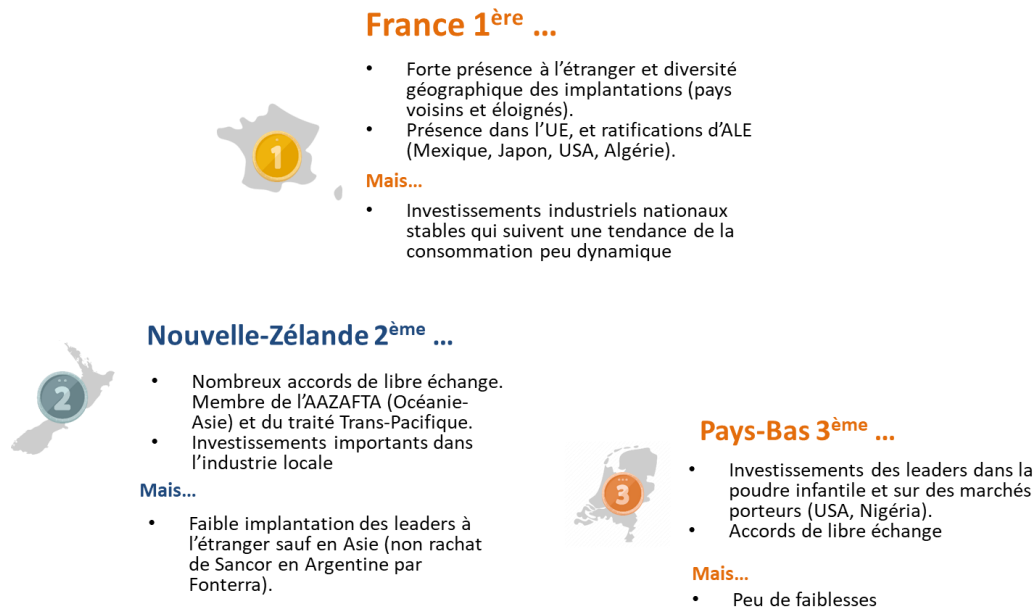 France 1ère ...
• Forte présence à l'étranger et diversité
géographique des implantations (pays
voisins et éloignés).
• Présence dans l'UE, et ratifications d'ALE
(Mexique, Japon, USA, Algérie).
Mais...
• Investissements industriels nationaux
stables qui suivent une tendance de la
consommation peu dynamique
1
Nouvelle-Zélande 2ème ...
• Nombreux accords de libre échange.
Membre de l'AAZAFTA (Océanie-
Asie) et du traité Trans-Pacifique.
• Investissements importants dans
l'industrie locale
Mais...
• Faible implantation des leaders à
l'étranger sauf en Asie (non rachat
de Sancor en Argentine par
Fonterra).
2
Pays-Bas 3ème ...
• Investissements des leaders dans la
poudre infantile et sur des marchés
porteurs (USA, Nigéria).
• Accords de libre échange
Mais...
• Peu de faiblesses
3